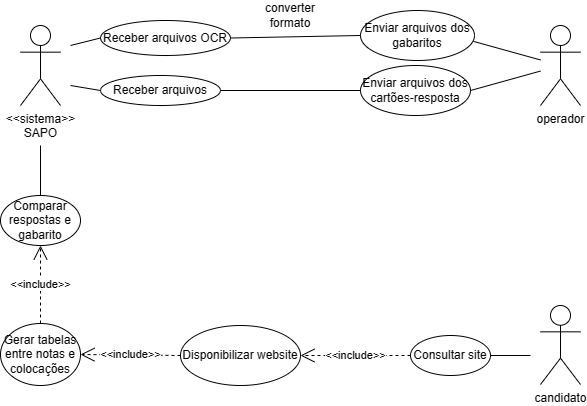 converter
formato
Receber arquivos OCR
Enviar arquivos dos
gabaritos
Receber arquivos
Enviar arquivos dos
cartões-resposta
<<sistema>>
SAPO
operador
Comparar
respostas e
gabarito
<<include>>
Gerar tabelas
entre notas e
colocações
<<include>>
Disponibilizar website
<<include>>
Consultar site
candidato